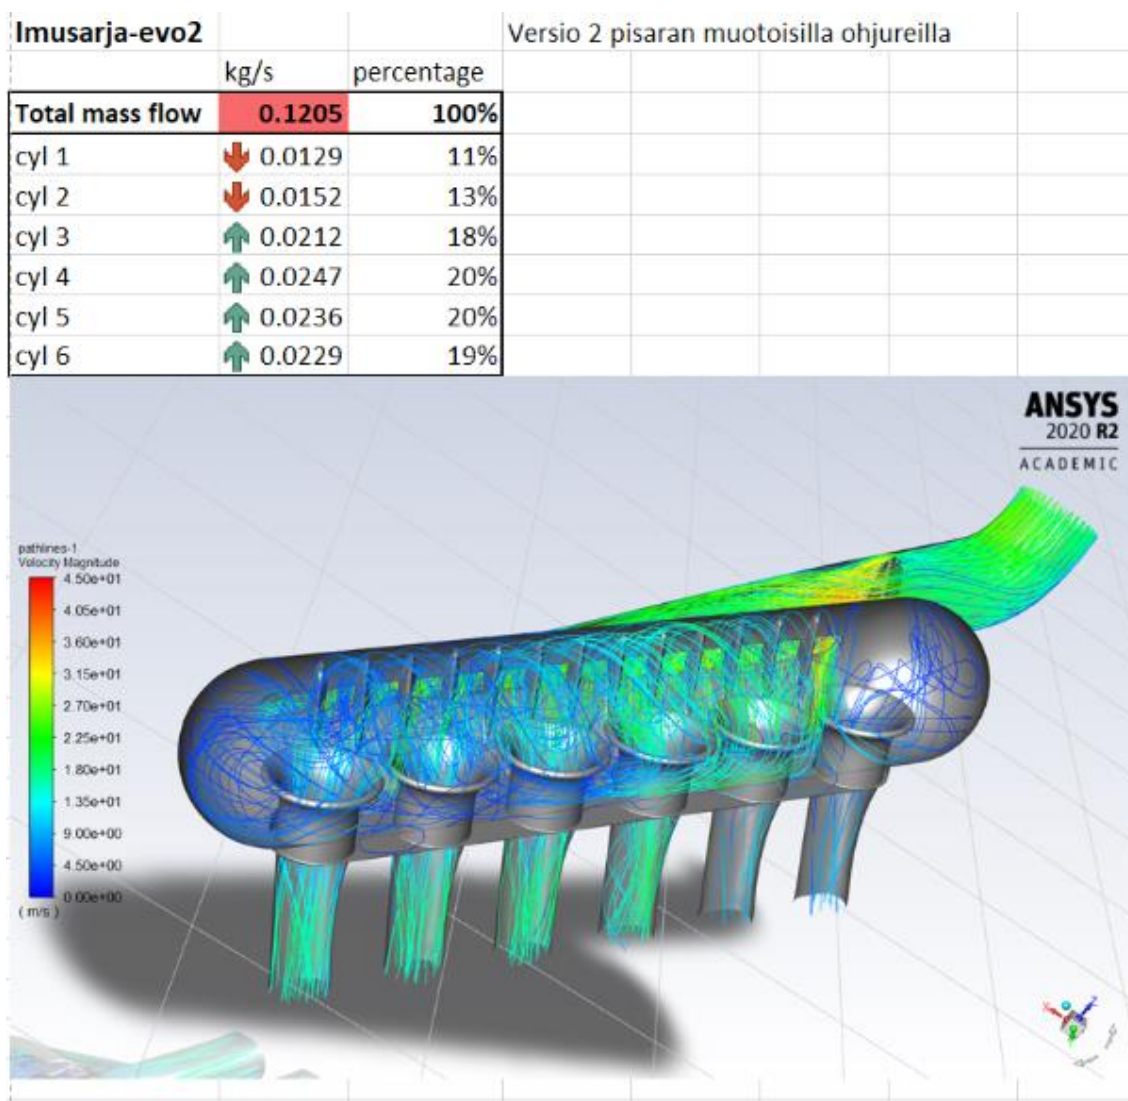 Imusarja-evo2 Versio 2 pisaran muotoisilla ohjureilla
kg/s percentage
Total mass flow 0.1205 100%
cyl 1 0.0129 11%
cyl 2 0.0152 13%
cyl 3 0.0212 18%
cyl 4 0.0247 20%
cyl 5 0.0236 20%
cyl 6 0.0229 19%
ANSYS
2020 R2
ACADEMIC
pathlines-1
Velocity Magnitude
4.50e+01
4.05e+01
3.60e+01
3.15e+01
2.70e+01
2.25e+01
1.80e+01
1.35e+01
9.00e+00
4.50e+00
0.00e+00
( m/s )
X
Z